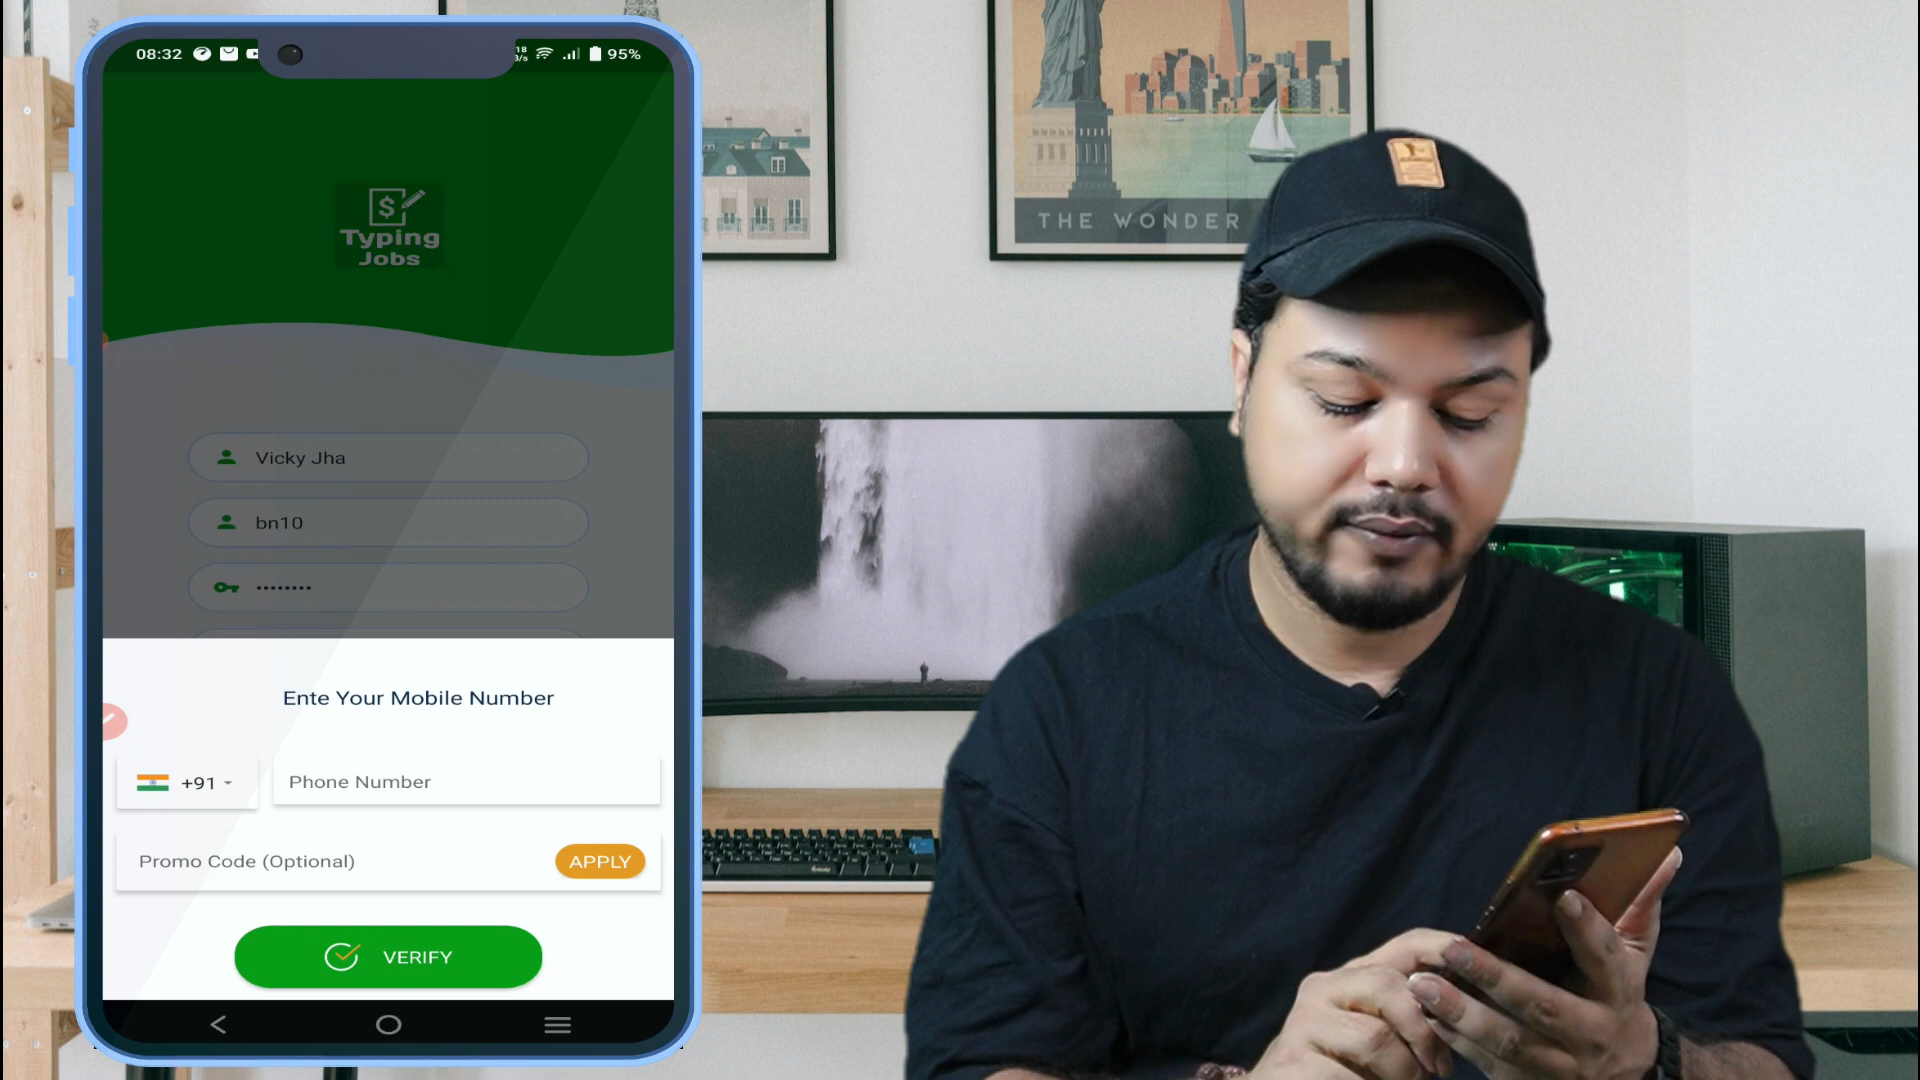 08:32
18
95%
Typing
Jobs
Vicky Jha
bn10
Ente Your Mobile Number
+91
Phone Number
Promo Code (Optional)
APPLY
VERIFY
THE WONDER